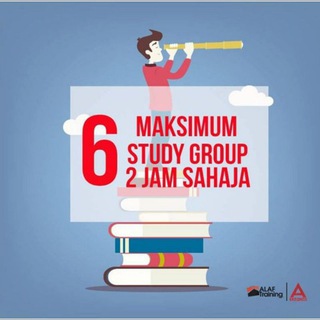 6
MAKSIMUM
STUDY GROUP
2 JAM SAHAJA
ALAF
Training